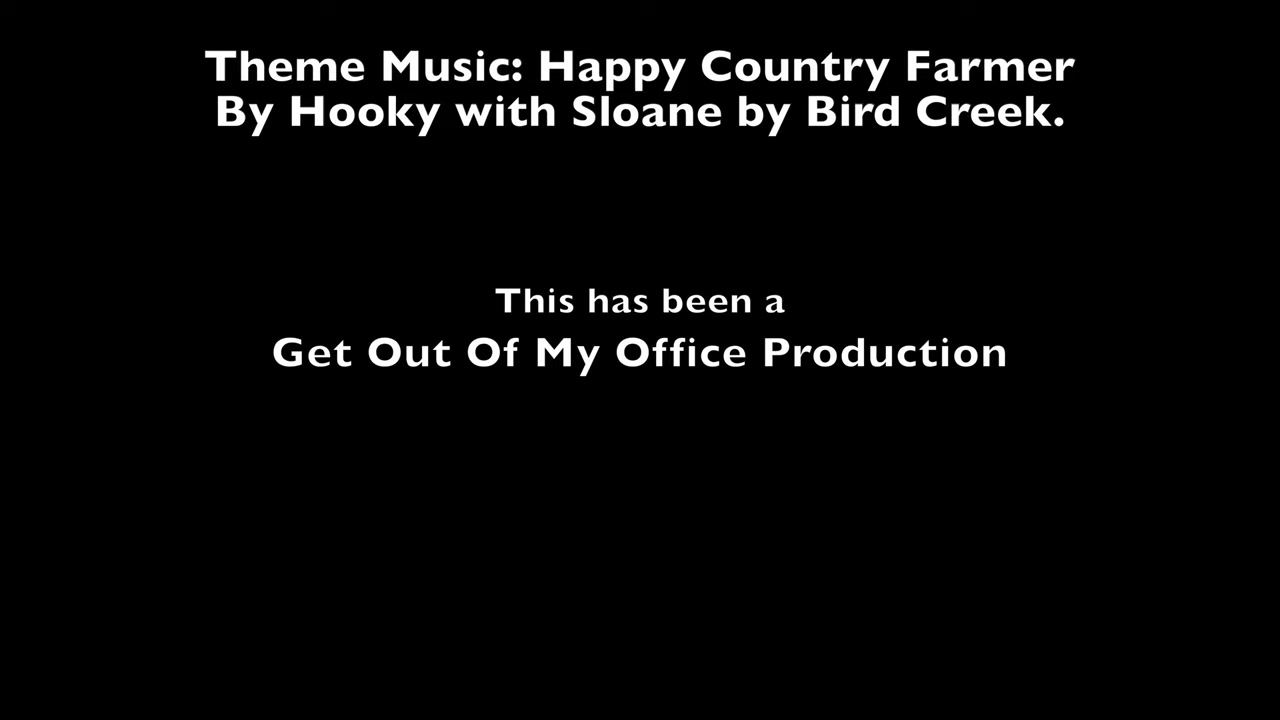 Theme Music: Happy Country Farmer
By Hooky with Sloane by Bird Creek.
This has been a
Get Out Of My Office Production